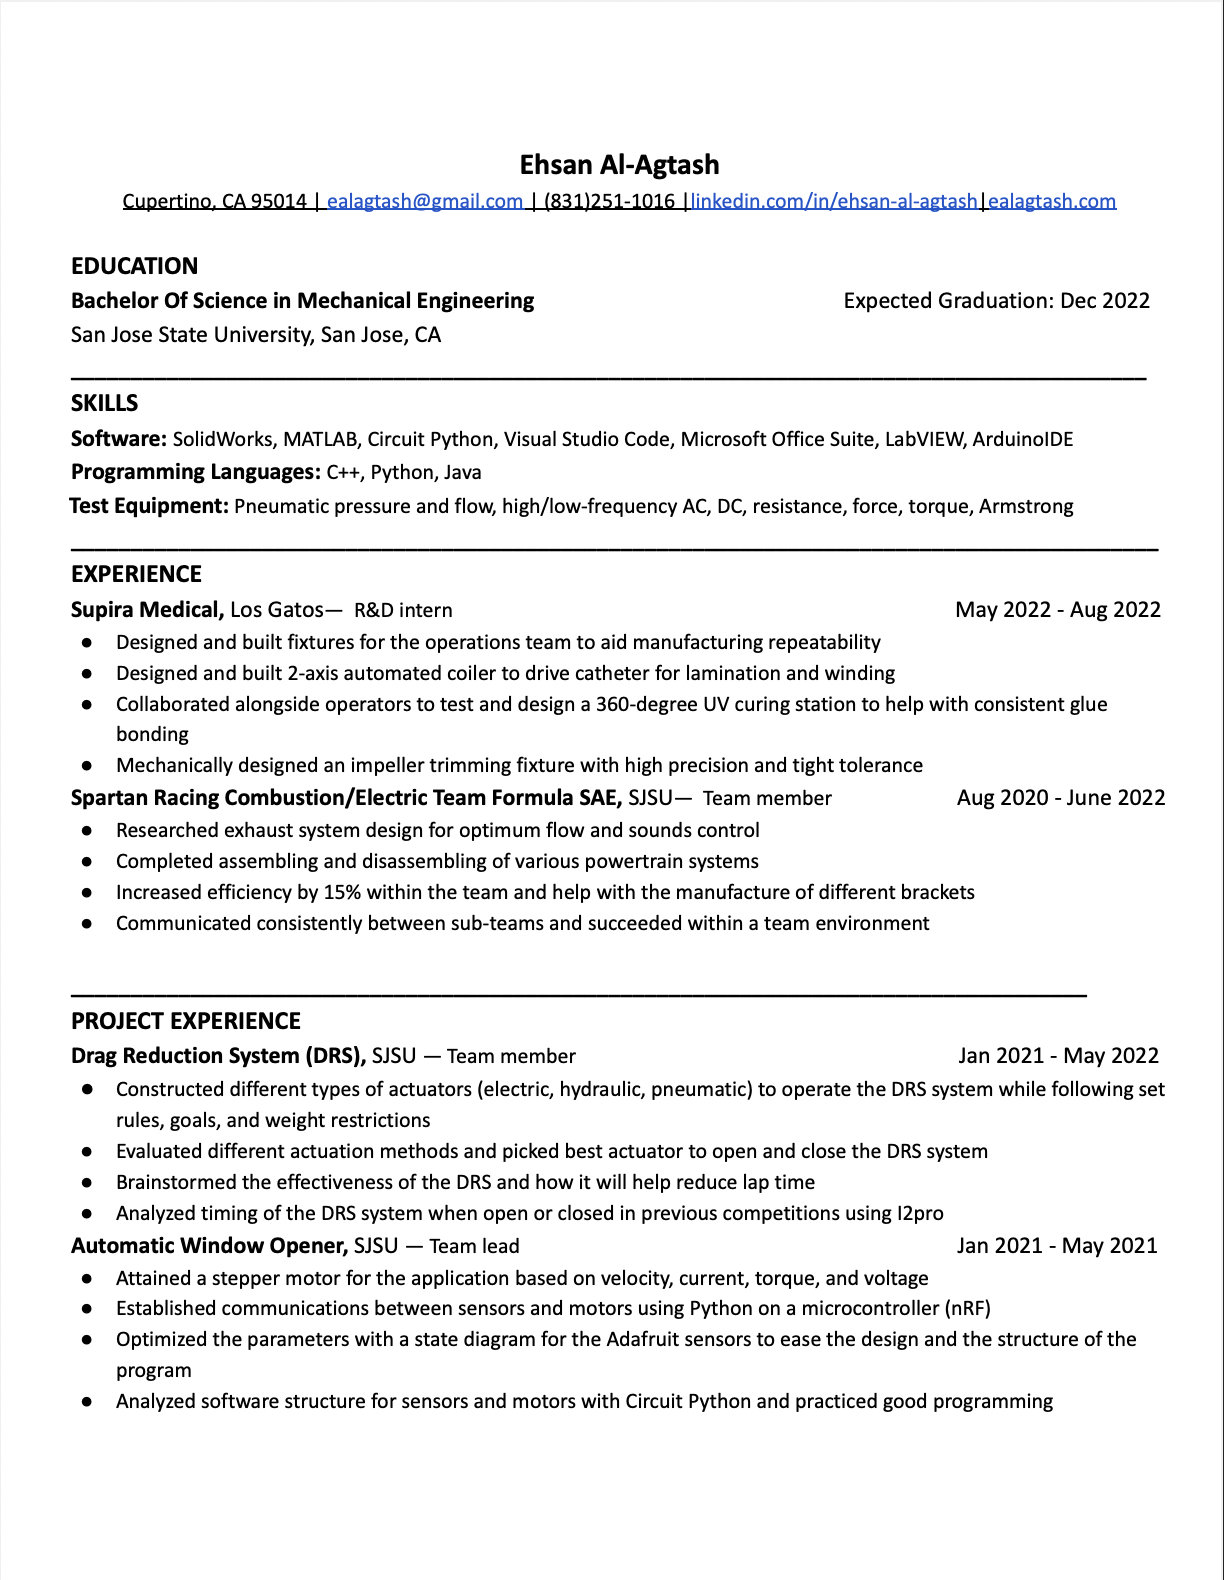 Ehsan Al-Agtash
Cupertino, CA 95014 | ealagtash@gmail.com | (831)251-1016 |linkedin.com/in/ehsan-al-agtash|ealagtash.com
EDUCATION
Bachelor Of Science in Mechanical Engineering Expected Graduation: Dec 2022
San Jose State University, San Jose, CA
SKILLS
Software: SolidWorks, MATLAB, Circuit Python, Visual Studio Code, Microsoft Office Suite, LabVIEW, ArduinoIDE
Programming Languages: C++, Python, Java
Test Equipment: Pneumatic pressure and flow, high/low-frequency AC, DC, resistance, force, torque, Armstrong
EXPERIENCE
Supira Medical, Los Gatos— R&D intern May 2022 - Aug 2022
● Designed and built fixtures for the operations team to aid manufacturing repeatability
● Designed and built 2-axis automated coiler to drive catheter for lamination and winding
● Collaborated alongside operators to test and design a 360-degree UV curing station to help with consistent glue
bonding
● Mechanically designed an impeller trimming fixture with high precision and tight tolerance
Spartan Racing Combustion/Electric Team Formula SAE, SJSU— Team member Aug 2020 - June 2022
● Researched exhaust system design for optimum flow and sounds control
● Completed assembling and disassembling of various powertrain systems
● Increased efficiency by 15% within the team and help with the manufacture of different brackets
● Communicated consistently between sub-teams and succeeded within a team environment
PROJECT EXPERIENCE
Drag Reduction System (DRS), SJSU — Team member Jan 2021 - May 2022
● Constructed different types of actuators (electric, hydraulic, pneumatic) to operate the DRS system while following set
rules, goals, and weight restrictions
● Evaluated different actuation methods and picked best actuator to open and close the DRS system
● Brainstormed the effectiveness of the DRS and how it will help reduce lap time
● Analyzed timing of the DRS system when open or closed in previous competitions using I2pro
Automatic Window Opener, SJSU — Team lead Jan 2021 - May 2021
● Attained a stepper motor for the application based on velocity, current, torque, and voltage
● Established communications between sensors and motors using Python on a microcontroller (nRF)
● Optimized the parameters with a state diagram for the Adafruit sensors to ease the design and the structure of the
program
● Analyzed software structure for sensors and motors with Circuit Python and practiced good programming